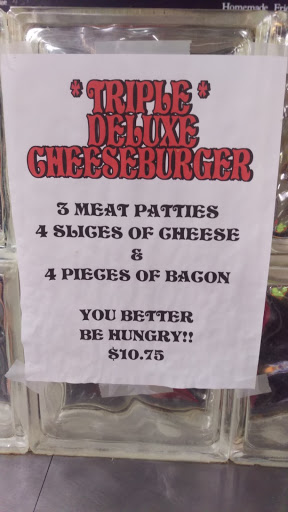 Homemade
* TRIPLE *
DELUXE
CHEESEBURGER
3 MEAT PATTIES
4 SLICES OF CHEESE
&
4 PIECES OF BACON
YOU BETTER
BE HUNGRY!!
$10.75